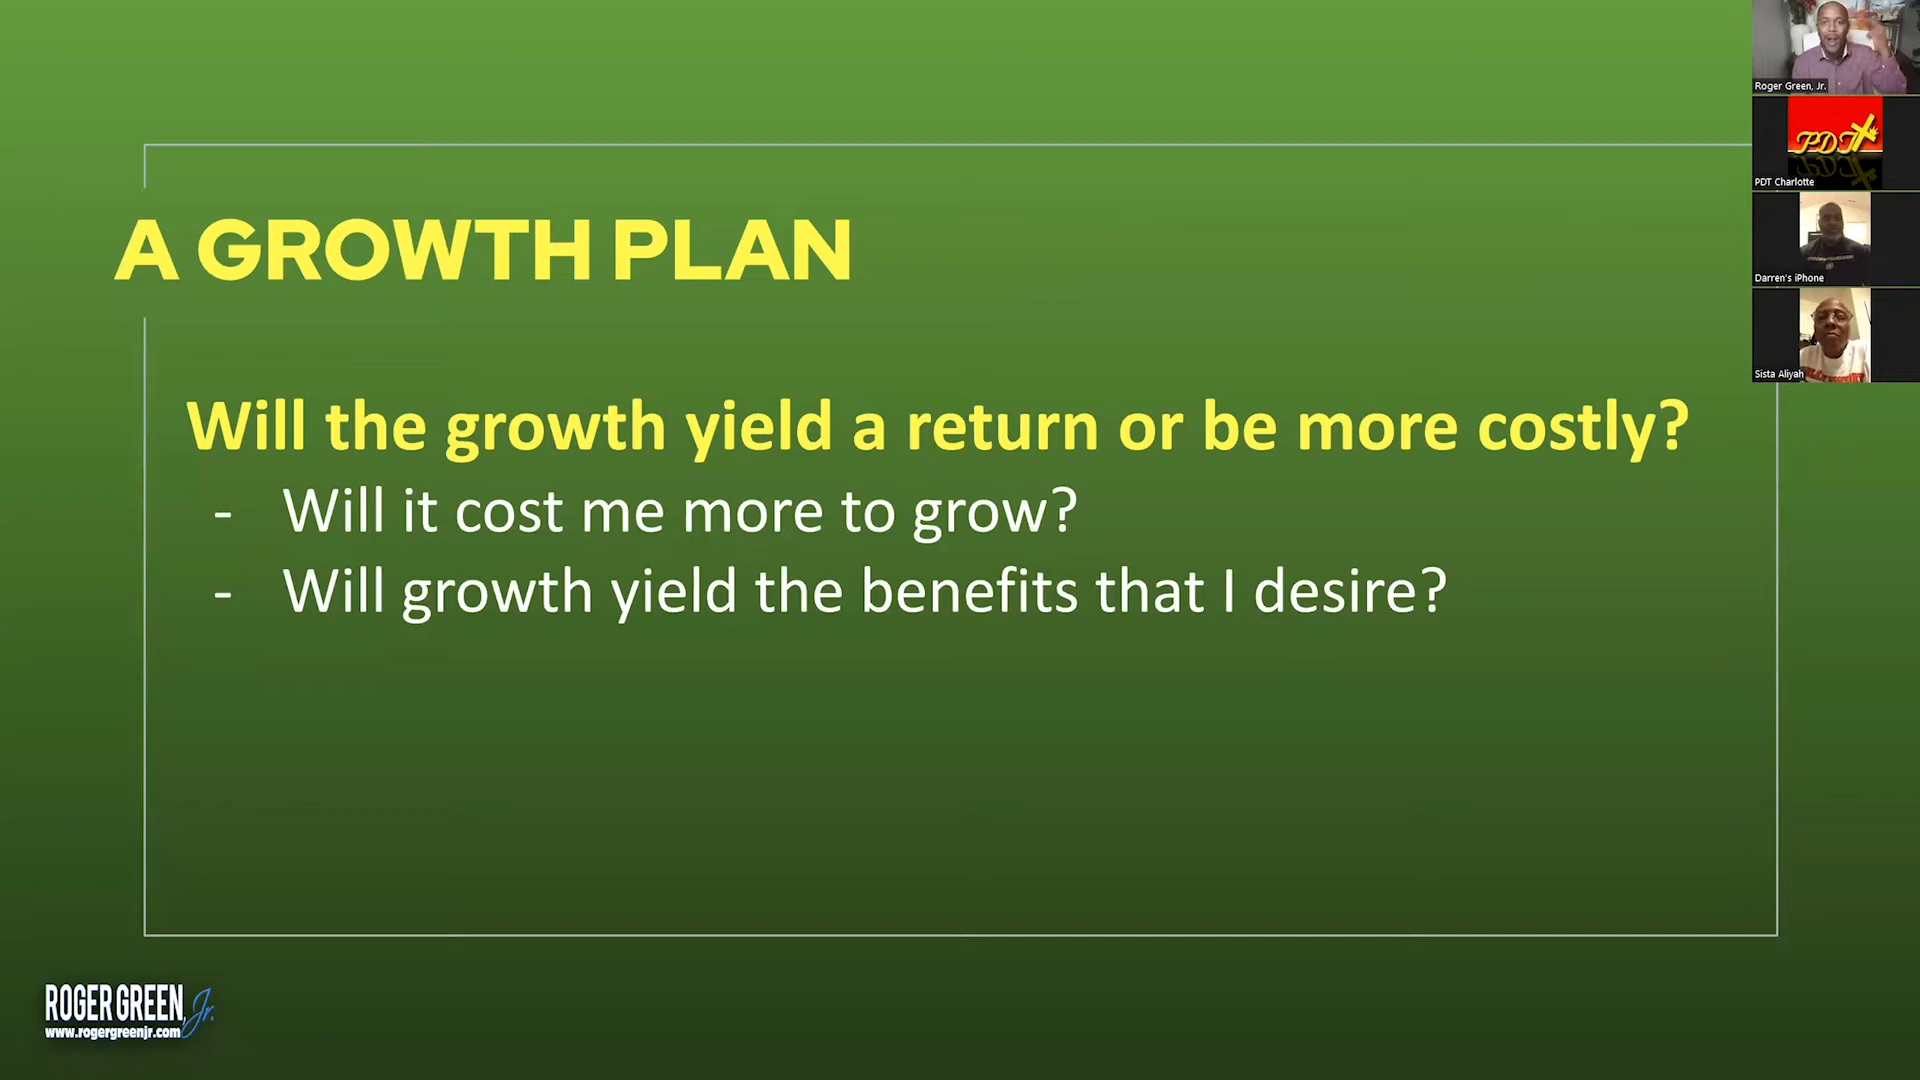 Roger Green, Jr.
PDT
PDT Charlotte
Darren's iPhone
Sista Aliyah
A GROWTH PLAN
Will the growth yield a return or be more costly?
- Will it cost me more to grow?
- Will growth yield the benefits that I desire?
ROGER GREEN, Jr.
www.rogergreenjr.com